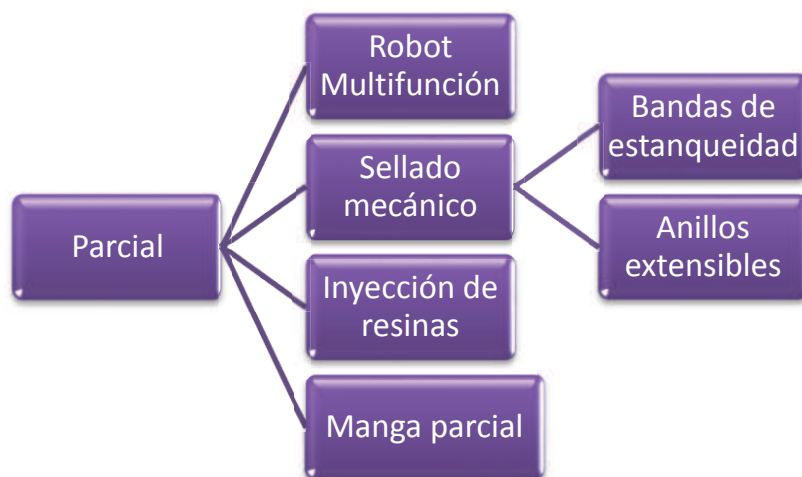 Parcial
Robot
Multifunción
Sellado
mecánico
Inyección de
resinas
Manga parcial
Bandas de
estanqueidad
Anillos
extensibles